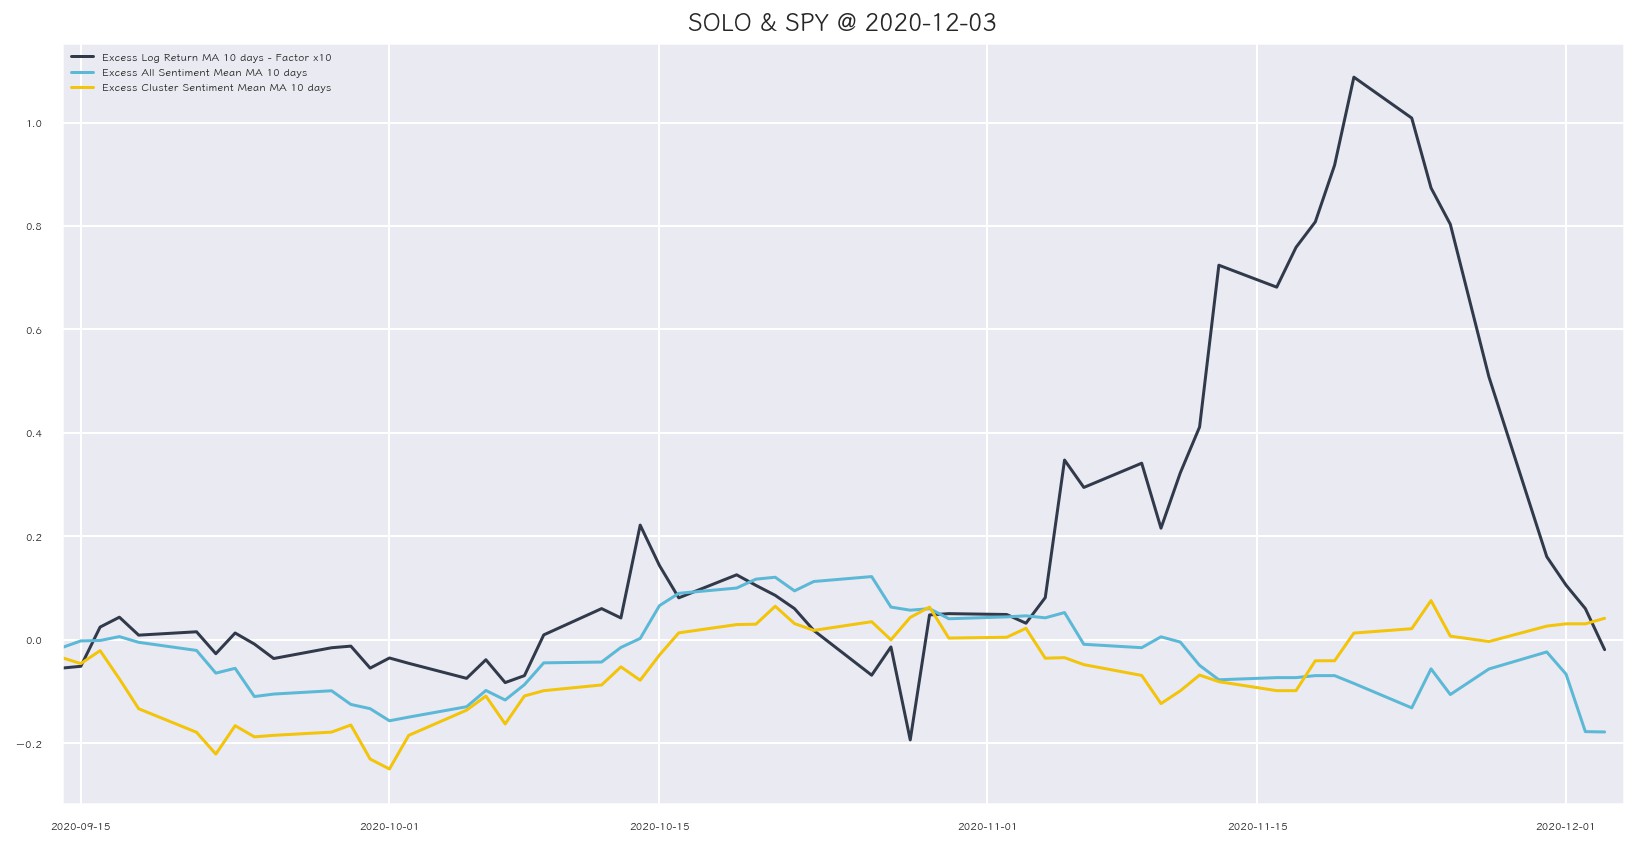 SOLO & SPY @ 2020-12-03
Excess Log Return MA 10 days - Factor x10
Excess All Sentiment Mean MA 10 days
Excess Cluster Sentiment Mean MA 10 days
1.0
0.8
0.6
0.4
0.2
0.0
−0.2
2020-09-15 2020-10-01 2020-10-15 2020-11-01 2020-11-15 2020-12-01